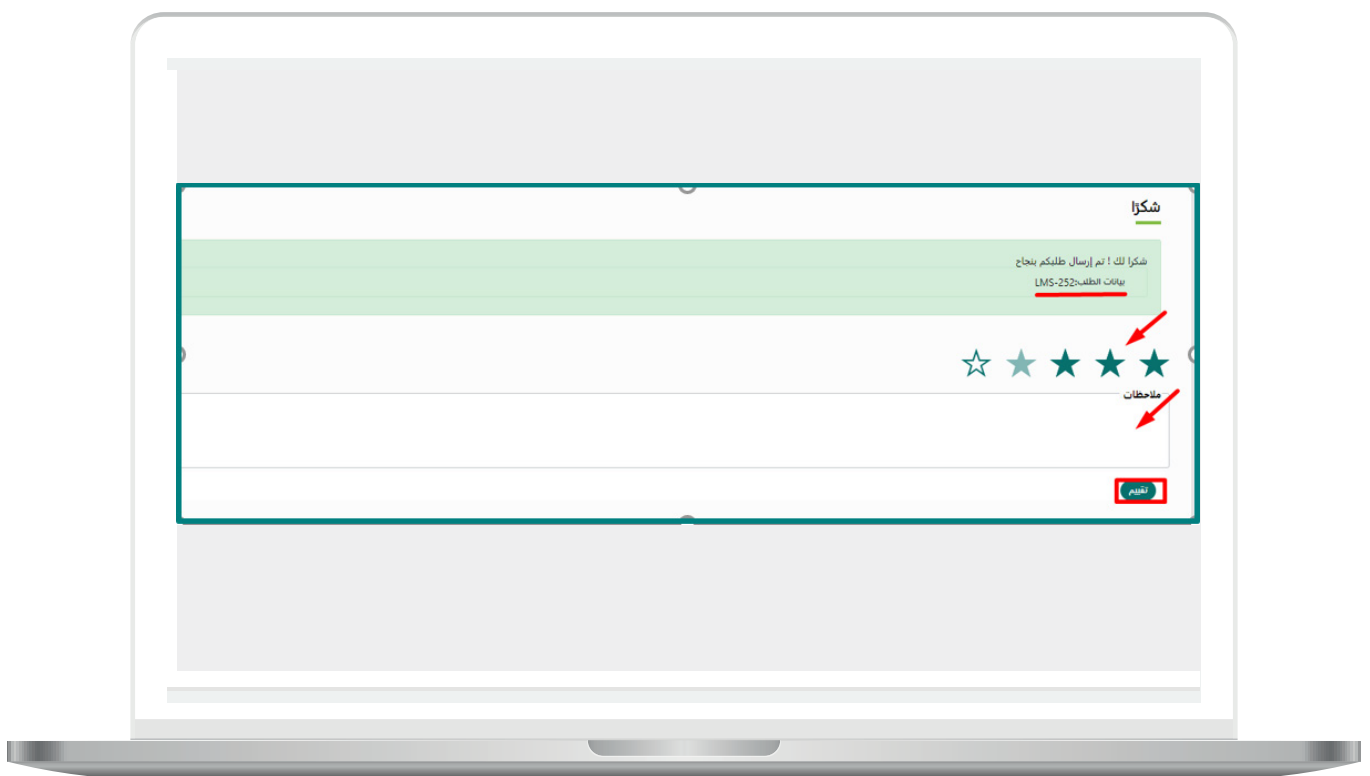 شكرًا
شكرا لك ! تم إرسال طلبكم بنجاح
بيانات الطلب:LMS-252
ملاحظات
تقييم